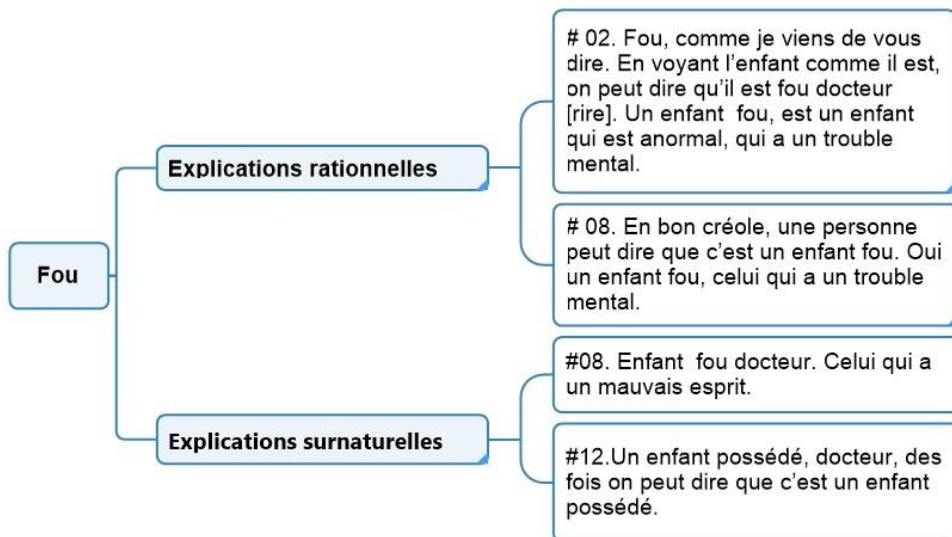 Fou
Explications rationnelles
# 02. Fou, comme je viens de vous
dire. En voyant l'enfant comme il est,
on peut dire qu'il est fou docteur
[rire]. Un enfant  fou, est un enfant
qui est anormal, qui a un trouble
mental.
# 08. En bon créole, une personne
peut dire que c'est un enfant fou. Oui
un enfant fou, celui qui a un trouble
mental.
Explications surnaturelles
#08. Enfant  fou docteur. Celui qui a
un mauvais esprit.
#12.Un enfant possédé, docteur, des
fois on peut dire que c'est un enfant
possédé.